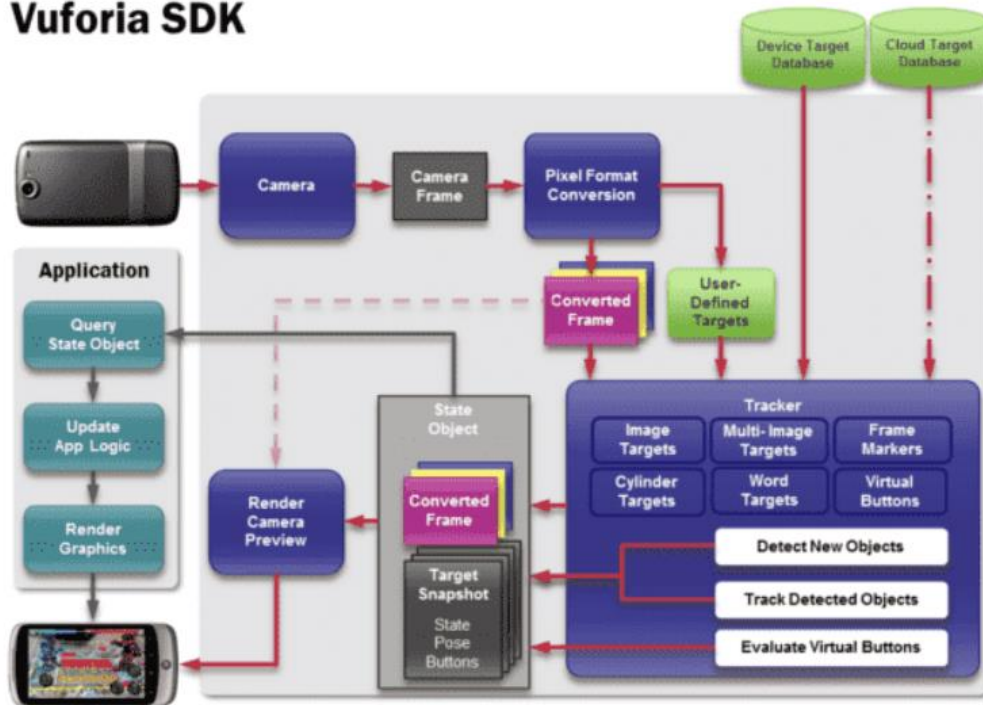 Vuforia SDK
Device Target
Database
Cloud Target
Database
Camera
Camera
Frame
Pixel Format
Conversion
Application
Query
State Object
Update
App Logic
Render
Graphics
Converted
Frame
User-
Defined
Targets
Tracker
Image
Targets
Multi-Image
Targets
Frame
Markers
Cylinder
Targets
Word
Targets
Virtual
Buttons
Detect New Objects
Track Detected Objects
Evaluate Virtual Buttons
State
Object
Converted
Frame
Target
Snapshot
State
Pose
Buttons
Render
Camera
Preview